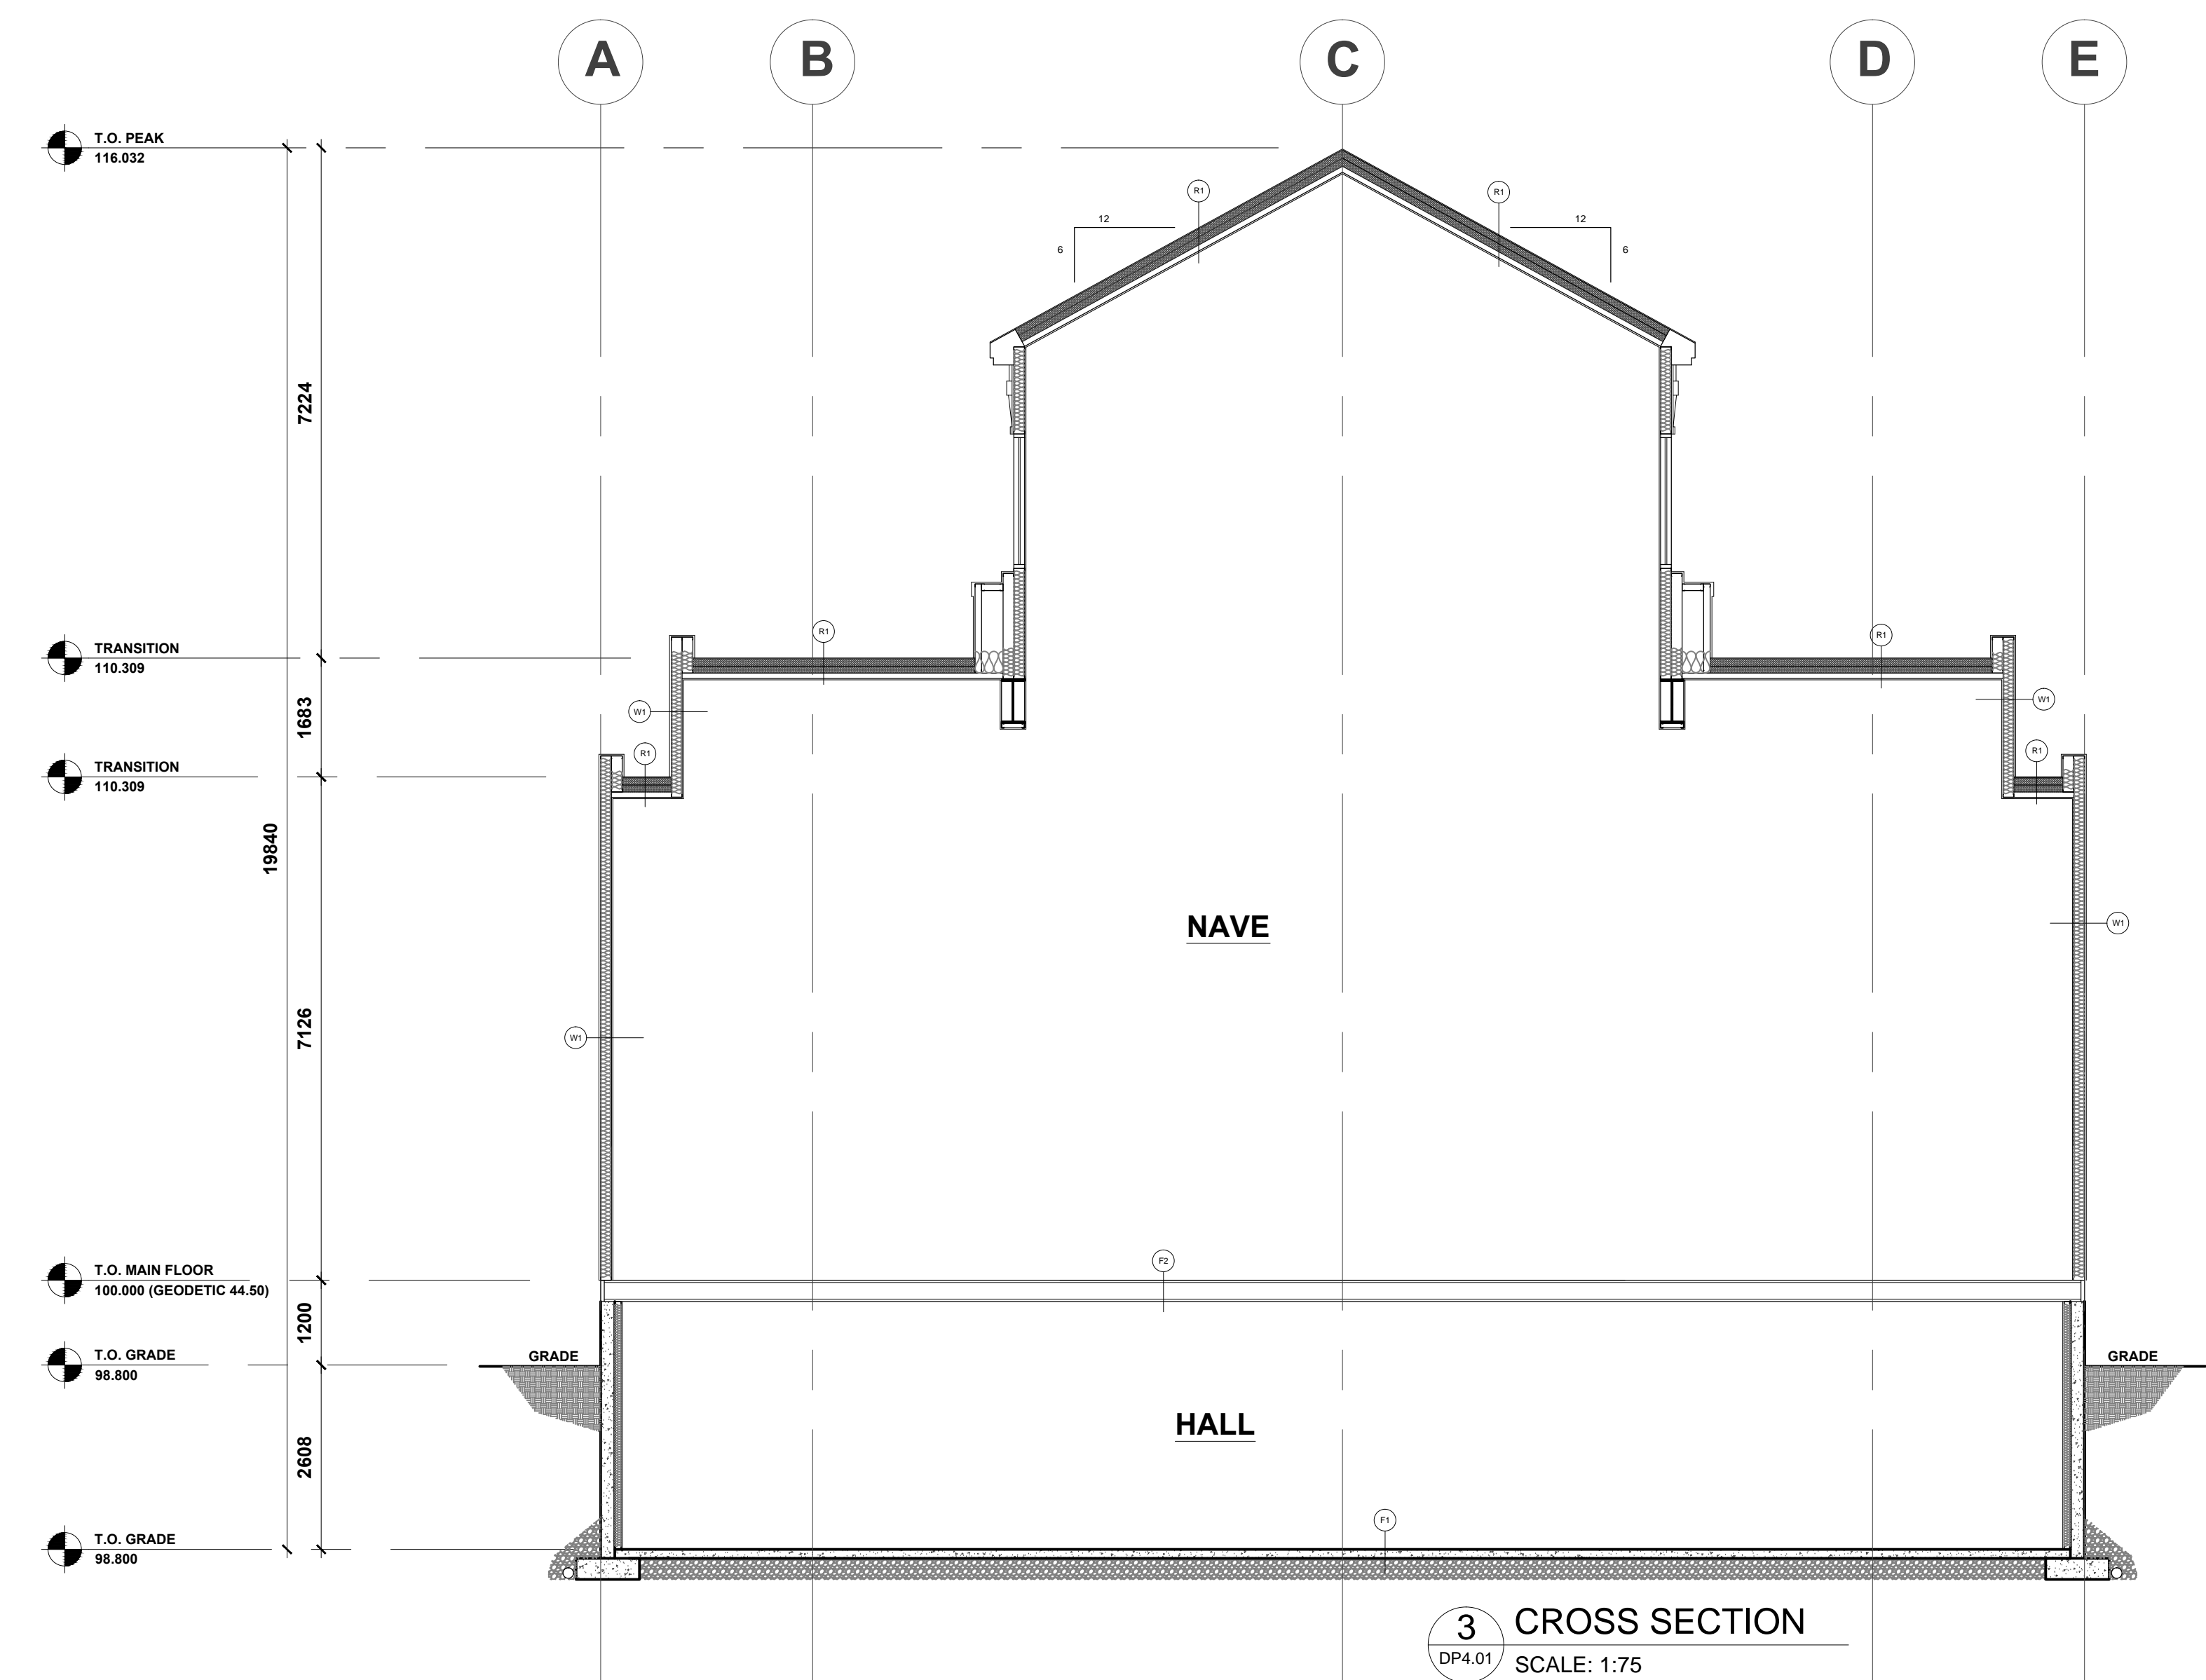 A
B
C
D
E
T.O. PEAK
116.032
R1
R1
12
12
6
6
7224
R1
R1
TRANSITION
110.309
W1
W1
1683
R1
R1
TRANSITION
110.309
19840
NAVE
W1
7126
W1
F2
T.O. MAIN FLOOR
100.000 (GEODETIC 44.50)
1200
T.O. GRADE
98.800
GRADE
GRADE
HALL
2608
F1
T.O. GRADE
98.800
3
DP4.01
CROSS SECTION
SCALE: 1:75